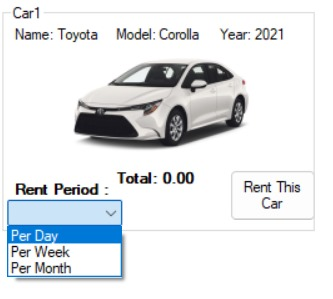 Car1
Name: Toyota Model: Corolla Year: 2021
Total: 0.00
Rent Period :
Rent This
Car
Per Day
Per Week
Per Month